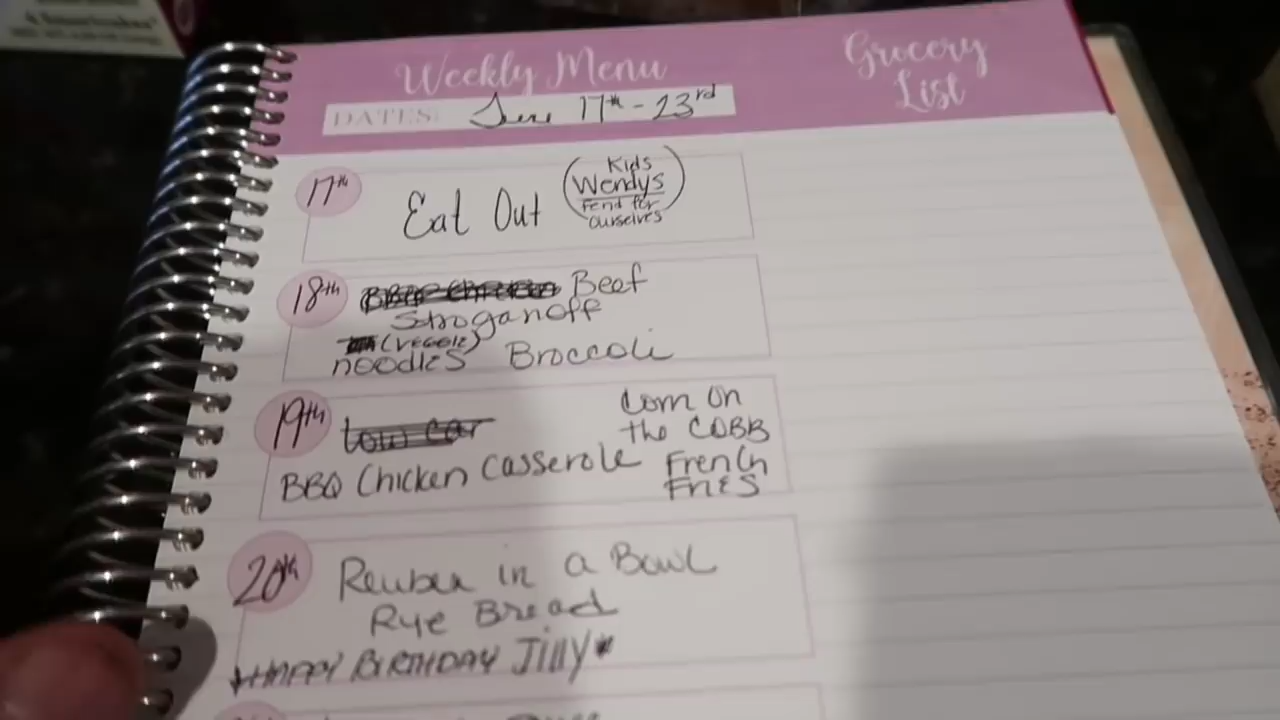 Weekly Menu
Grocery List
DATES: June 17th - 23rd
17th
Eat Out
Kids
Wendys
Fend for
Ourselves
18th
Beef
Stroganoff
(veggie)
noodles Broccoli
19th
Corn On
the COBB
BBQ Chicken Casserole
French
Fries
20th
Reuben in a Bowl
Rye Bread
*HAPPY BIRTHDAY Jilly*